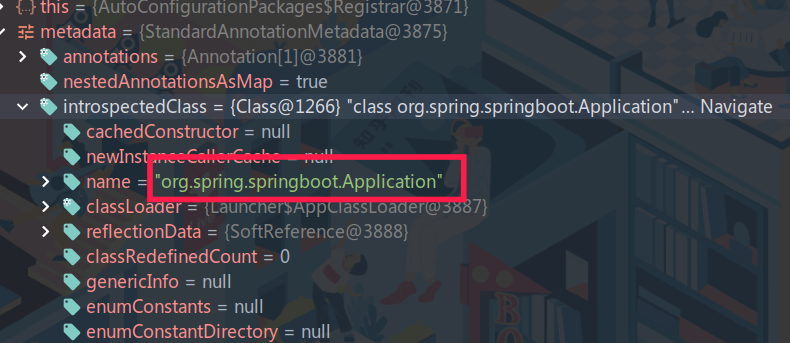 this = {AutoConfigurationPackages$Registrar@3871}
metadata = {StandardAnnotationMetadata@3875}
annotations = {Annotation[1]@3881}
nestedAnnotationsAsMap = true
introspectedClass = {Class@1266} "class org.spring.springboot.Application"... Navigate
cachedConstructor = null
newInstanceCallerCache = null
name = "org.spring.springboot.Application"
classLoader = {Launcher$AppClassLoader@3887}
reflectionData = {SoftReference@3888}
classRedefinedCount = 0
genericInfo = null
enumConstants = null
enumConstantDirectory = null